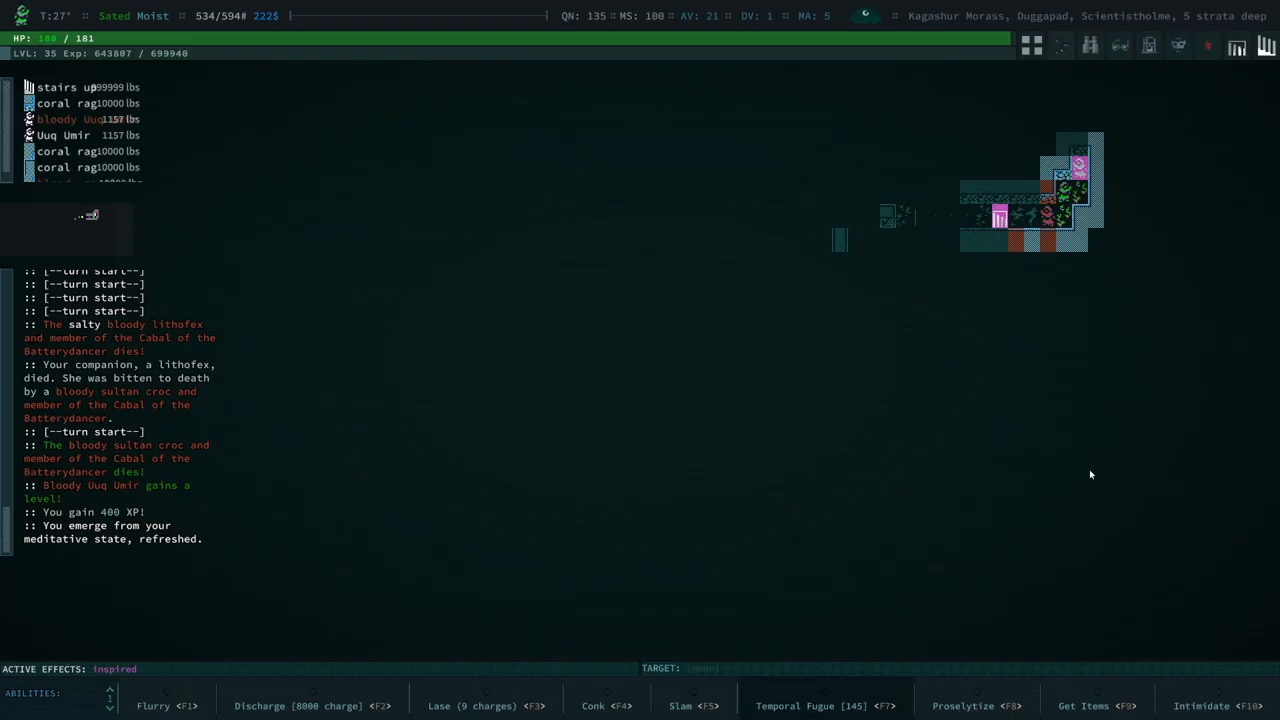 T:27° Sated Moist :: 534/594# 222$ QN: 135 :: MS: 100 :: AV: 21 :: DV: 1 :: MA: 5 :: Kagashur Morass, Duggapad, Scientistholme, 5 strata deep
HP: 180 / 181
LVL: 35 Exp: 643807 / 699940
stairs up 999999 lbs
coral rag 10000 lbs
bloody Uuq 1157 lbs
Uuq Umir 1157 lbs
coral rag 10000 lbs
coral rag 10000 lbs
:: [--turn start--]
:: [--turn start--]
:: [--turn start--]
:: [--turn start--]
:: The salty bloody lithofex
and member of the Cabal of the
Batterydancer dies!
:: Your companion, a lithofex,
died. She was bitten to death
by a bloody sultan croc and
member of the Cabal of the
Batterydancer.
:: [--turn start--]
:: The bloody sultan croc and
member of the Cabal of the
Batterydancer dies!
:: Bloody Uuq Umir gains a
level!
:: You gain 400 XP!
:: You emerge from your
meditative state, refreshed.
ACTIVE EFFECTS: inspired TARGET: [none]
ABILITIES: 1 Flurry <F1> Discharge [8000 charge] <F2> Lase (9 charges) <F3> Conk <F4> Slam <F5> Temporal Fugue [145] <F7> Proselytize <F8> Get Items <F9> Intimidate <F10>